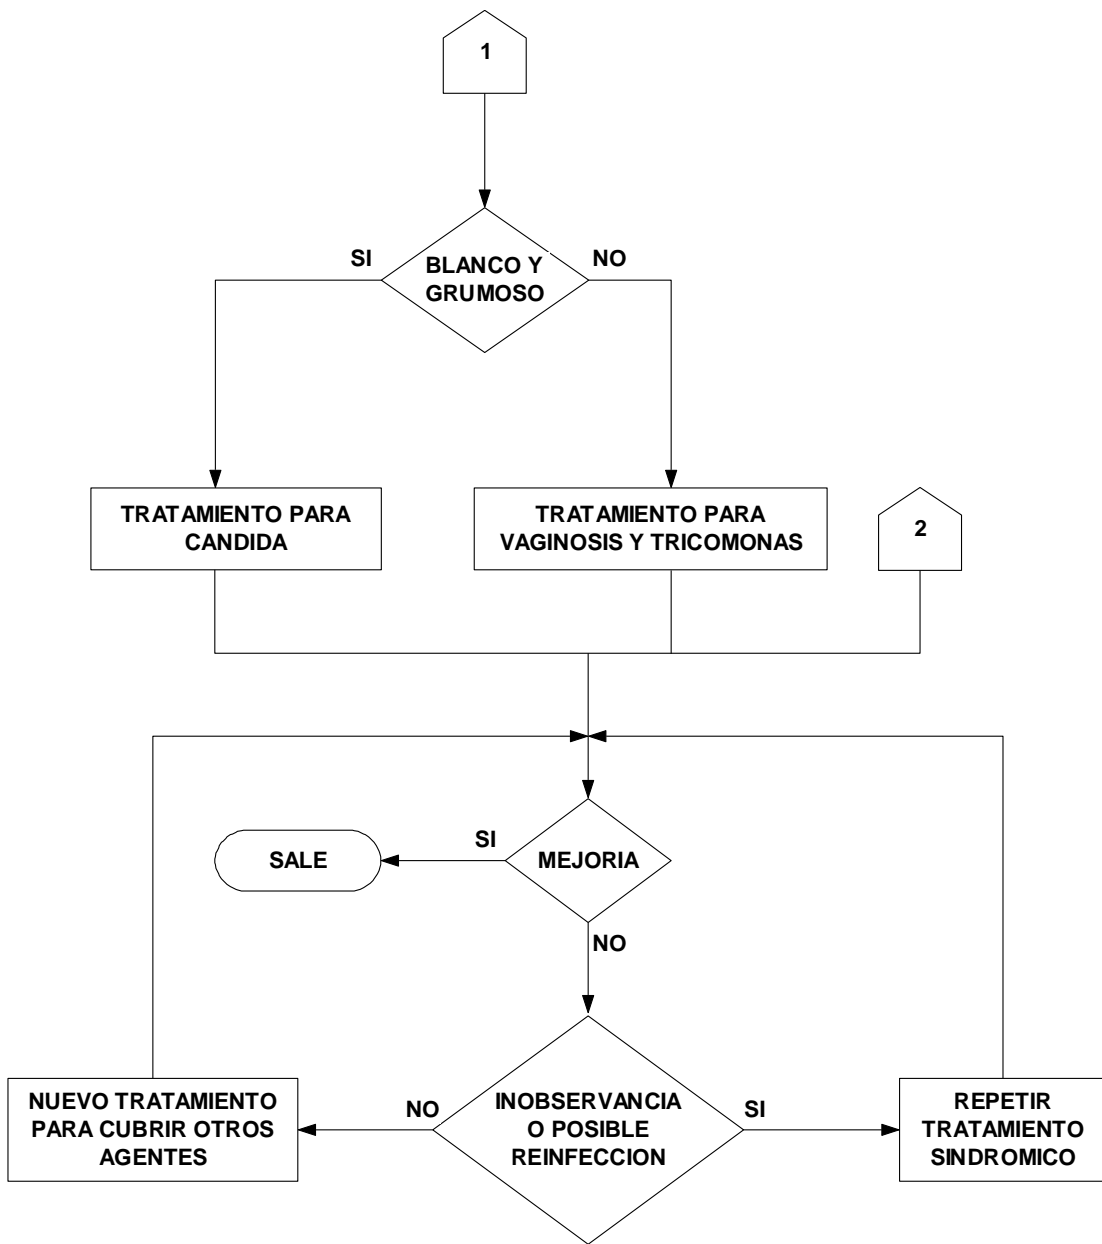 1
SI
BLANCO Y
GRUMOSO
NO
TRATAMIENTO PARA
CANDIDA
TRATAMIENTO PARA
VAGINOSIS Y TRICOMONAS
2
SALE
SI
MEJORIA
NO
NUEVO TRATAMIENTO
PARA CUBRIR OTROS
AGENTES
NO
INOBSERVANCIA
O POSIBLE
REINFECCION
SI
REPETIR
TRATAMIENTO
SINDROMICO